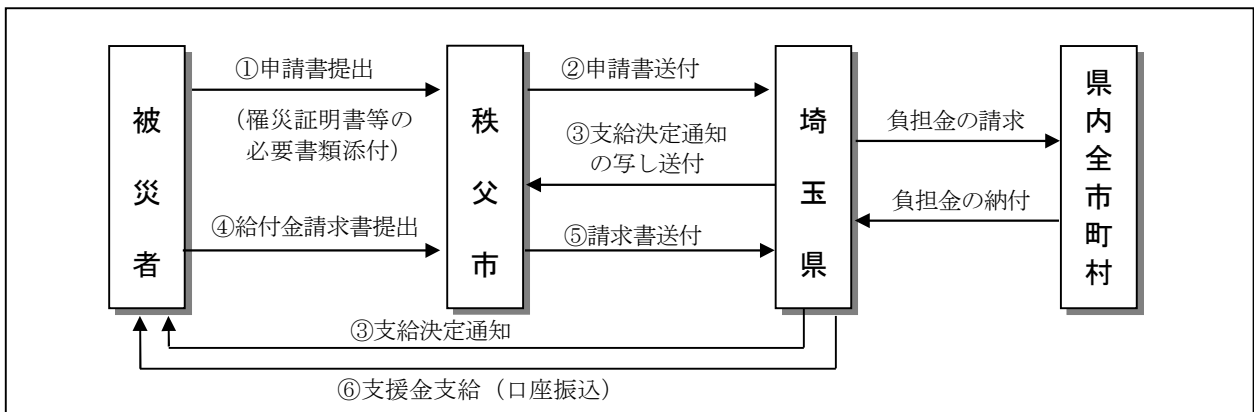 被災者
①申請書提出
（罹災証明書等の
必要書類添付）
④給付金請求書提出
秩父市
②申請書送付
③支給決定通知
の写し送付
⑤請求書送付
埼玉県
負担金の請求
負担金の納付
県内全市町村
③支給決定通知
⑥支援金支給（口座振込）